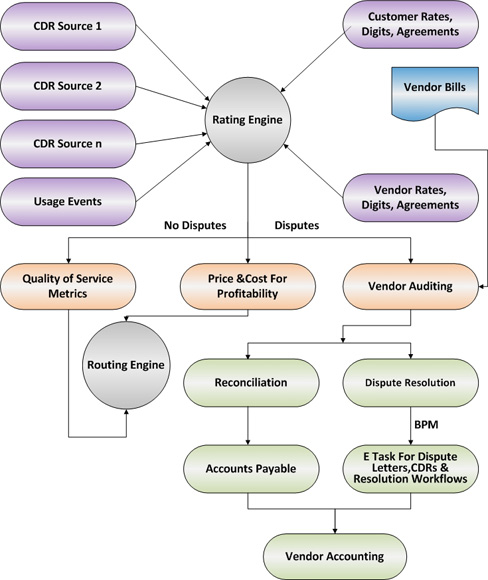 CDR Source 1
Customer Rates,
Digits, Agreements
CDR Source 2
Vendor Bills
Rating Engine
CDR Source n
Usage Events
Vendor Rates,
Digits, Agreements
No Disputes
Disputes
Quality of Service
Metrics
Price &Cost For
Profitability
Vendor Auditing
Routing Engine
Reconciliation
Dispute Resolution
BPM
Accounts Payable
E Task For Dispute
Letters,CDRs &
Resolution Workflows
Vendor Accounting